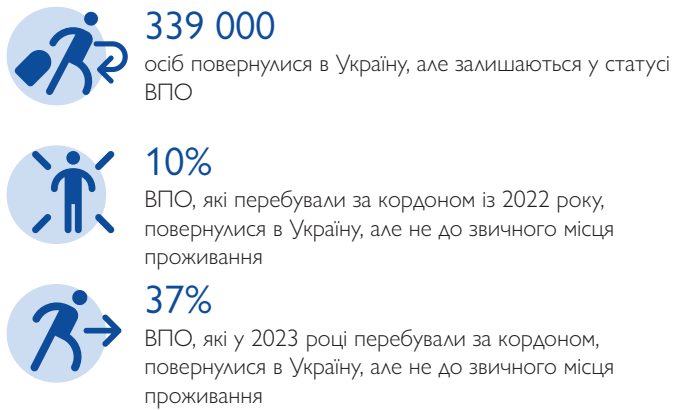 339 000
осіб повернулися в Україну, але залишаються у статусі
ВПО
10%
ВПО, які перебували за кордоном із 2022 року,
повернулися в Україну, але не до звичного місця
проживання
37%
ВПО, які у 2023 році перебували за кордоном,
повернулися в Україну, але не до звичного місця
проживання